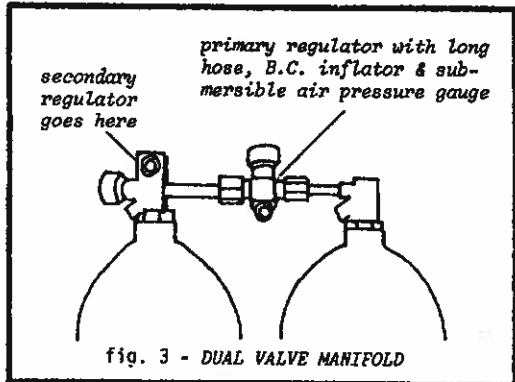 secondary
regulator
goes here
primary regulator with long
hose, B.C. inflator & sub-
mersible air pressure gauge
fig. 3 - DUAL VALVE MANIFOLD